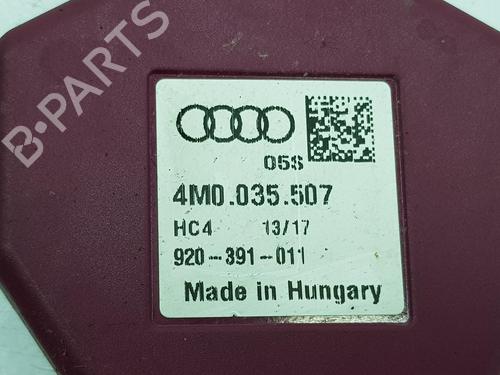 B-PARTS
05S
4M0.035.507
HC4 13/17
920-391-011
Made in Hungary